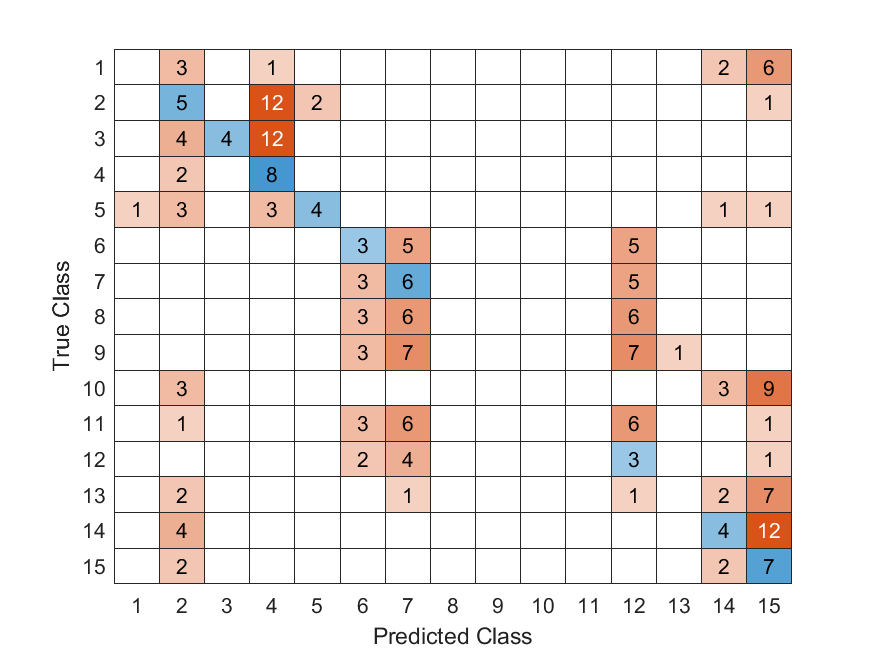 1 3 1 2 6
2 5 12 2 1
3 4 4 12
4 2 8
5 1 3 3 4 1 1
6 3 5 5
7 3 6 5
8 3 6 6
9 3 7 7 1
10 3 3 9
11 1 3 6 6 1
12 2 4 3 1
13 2 1 1 2 7
14 4 4 12
15 2 2 7
1 2 3 4 5 6 7 8 9 10 11 12 13 14 15
Predicted Class
True Class